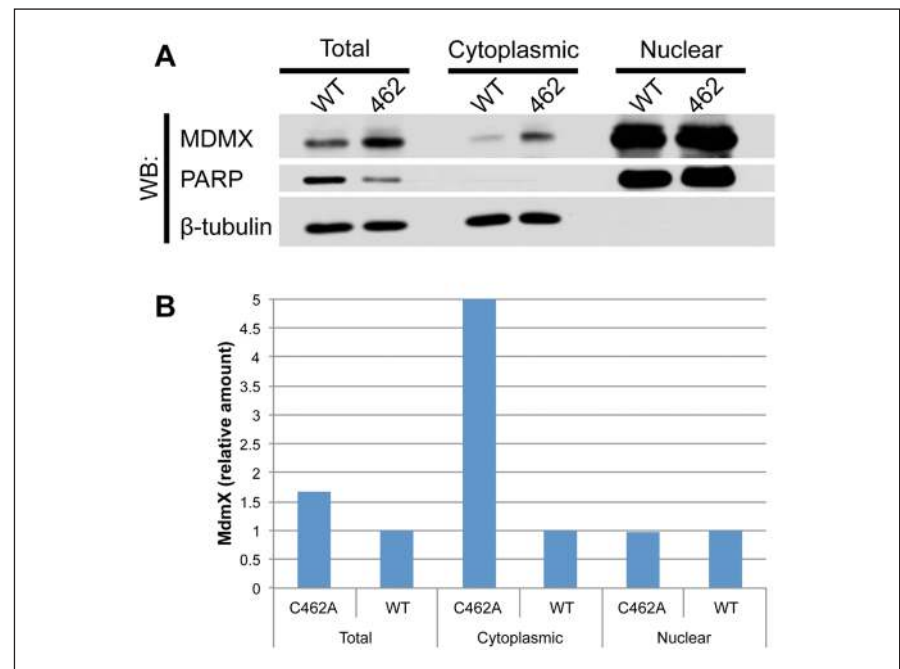 A
Total
Cytoplasmic
Nuclear
WT
462
WT
462
WT
462
WB:
MDMX
PARP
β-tubulin
B
MdmX (relative amount)
5
4.5
4
3.5
3
2.5
2
1.5
1
0.5
0
C462A
WT
C462A
WT
C462A
WT
Total
Cytoplasmic
Nuclear